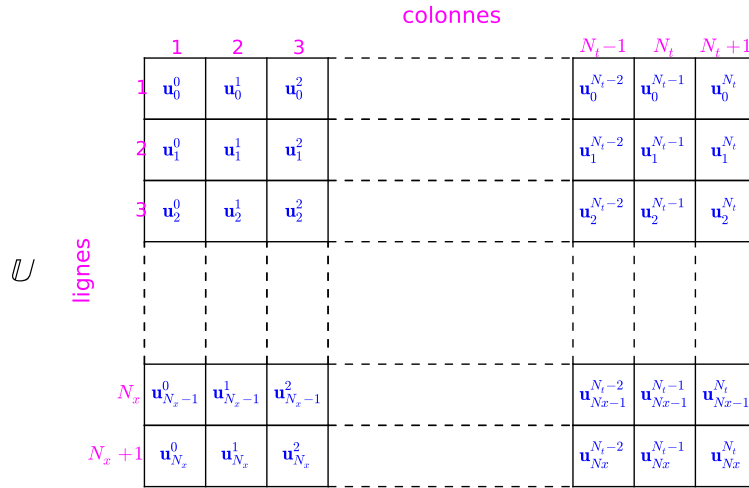 colonnes
1 2 3 N_t−1 N_t N_t+1
1 u_0^0 u_0^1 u_0^2 u_0^{N_t−2} u_0^{N_t−1} u_0^{N_t}
2 u_1^0 u_1^1 u_1^2 u_1^{N_t−2} u_1^{N_t−1} u_1^{N_t}
3 u_2^0 u_2^1 u_2^2 u_2^{N_t−2} u_2^{N_t−1} u_2^{N_t}
𝕌
lignes
N_x u_{N_x−1}^0 u_{N_x−1}^1 u_{N_x−1}^2 u_{Nx−1}^{N_t−2} u_{Nx−1}^{N_t−1} u_{Nx−1}^{N_t}
N_x+1 u_{N_x}^0 u_{N_x}^1 u_{N_x}^2 u_{Nx}^{N_t−2} u_{Nx}^{N_t−1} u_{Nx}^{N_t}